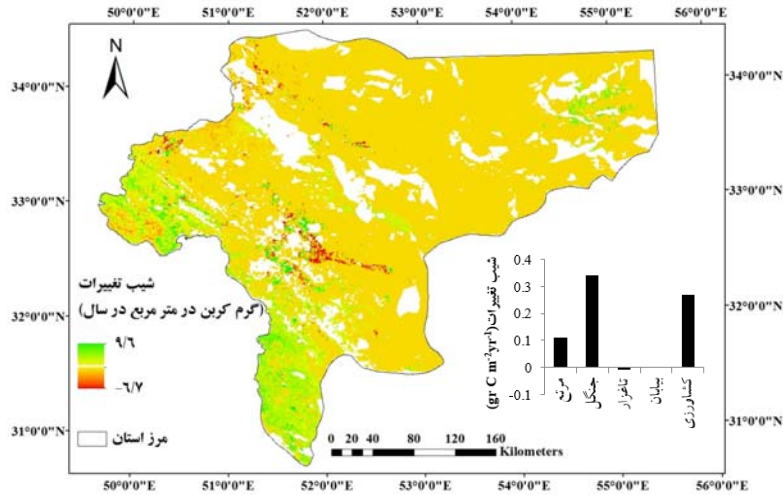 50°0'0"E 51°0'0"E 52°0'0"E 53°0'0"E 54°0'0"E 55°0'0"E 56°0'0"E
N
34°0'0"N
33°0'0"N
32°0'0"N
31°0'0"N
34°0'0"N
33°0'0"N
32°0'0"N
31°0'0"N
شیب تغییرات
(گرم کربن در متر مربع در سال)
۹/۶
-۶/۷
مرز استان
شیب تغییرات (gr C m-2yr-1)
0.4
0.3
0.2
0.1
0
-0.1
مرتع
جنگل
تاغزار
بیابان
کشاورزی
0 20 40 80 120 160
Kilometers
50°0'0"E 51°0'0"E 52°0'0"E 53°0'0"E 54°0'0"E 55°0'0"E 56°0'0"E